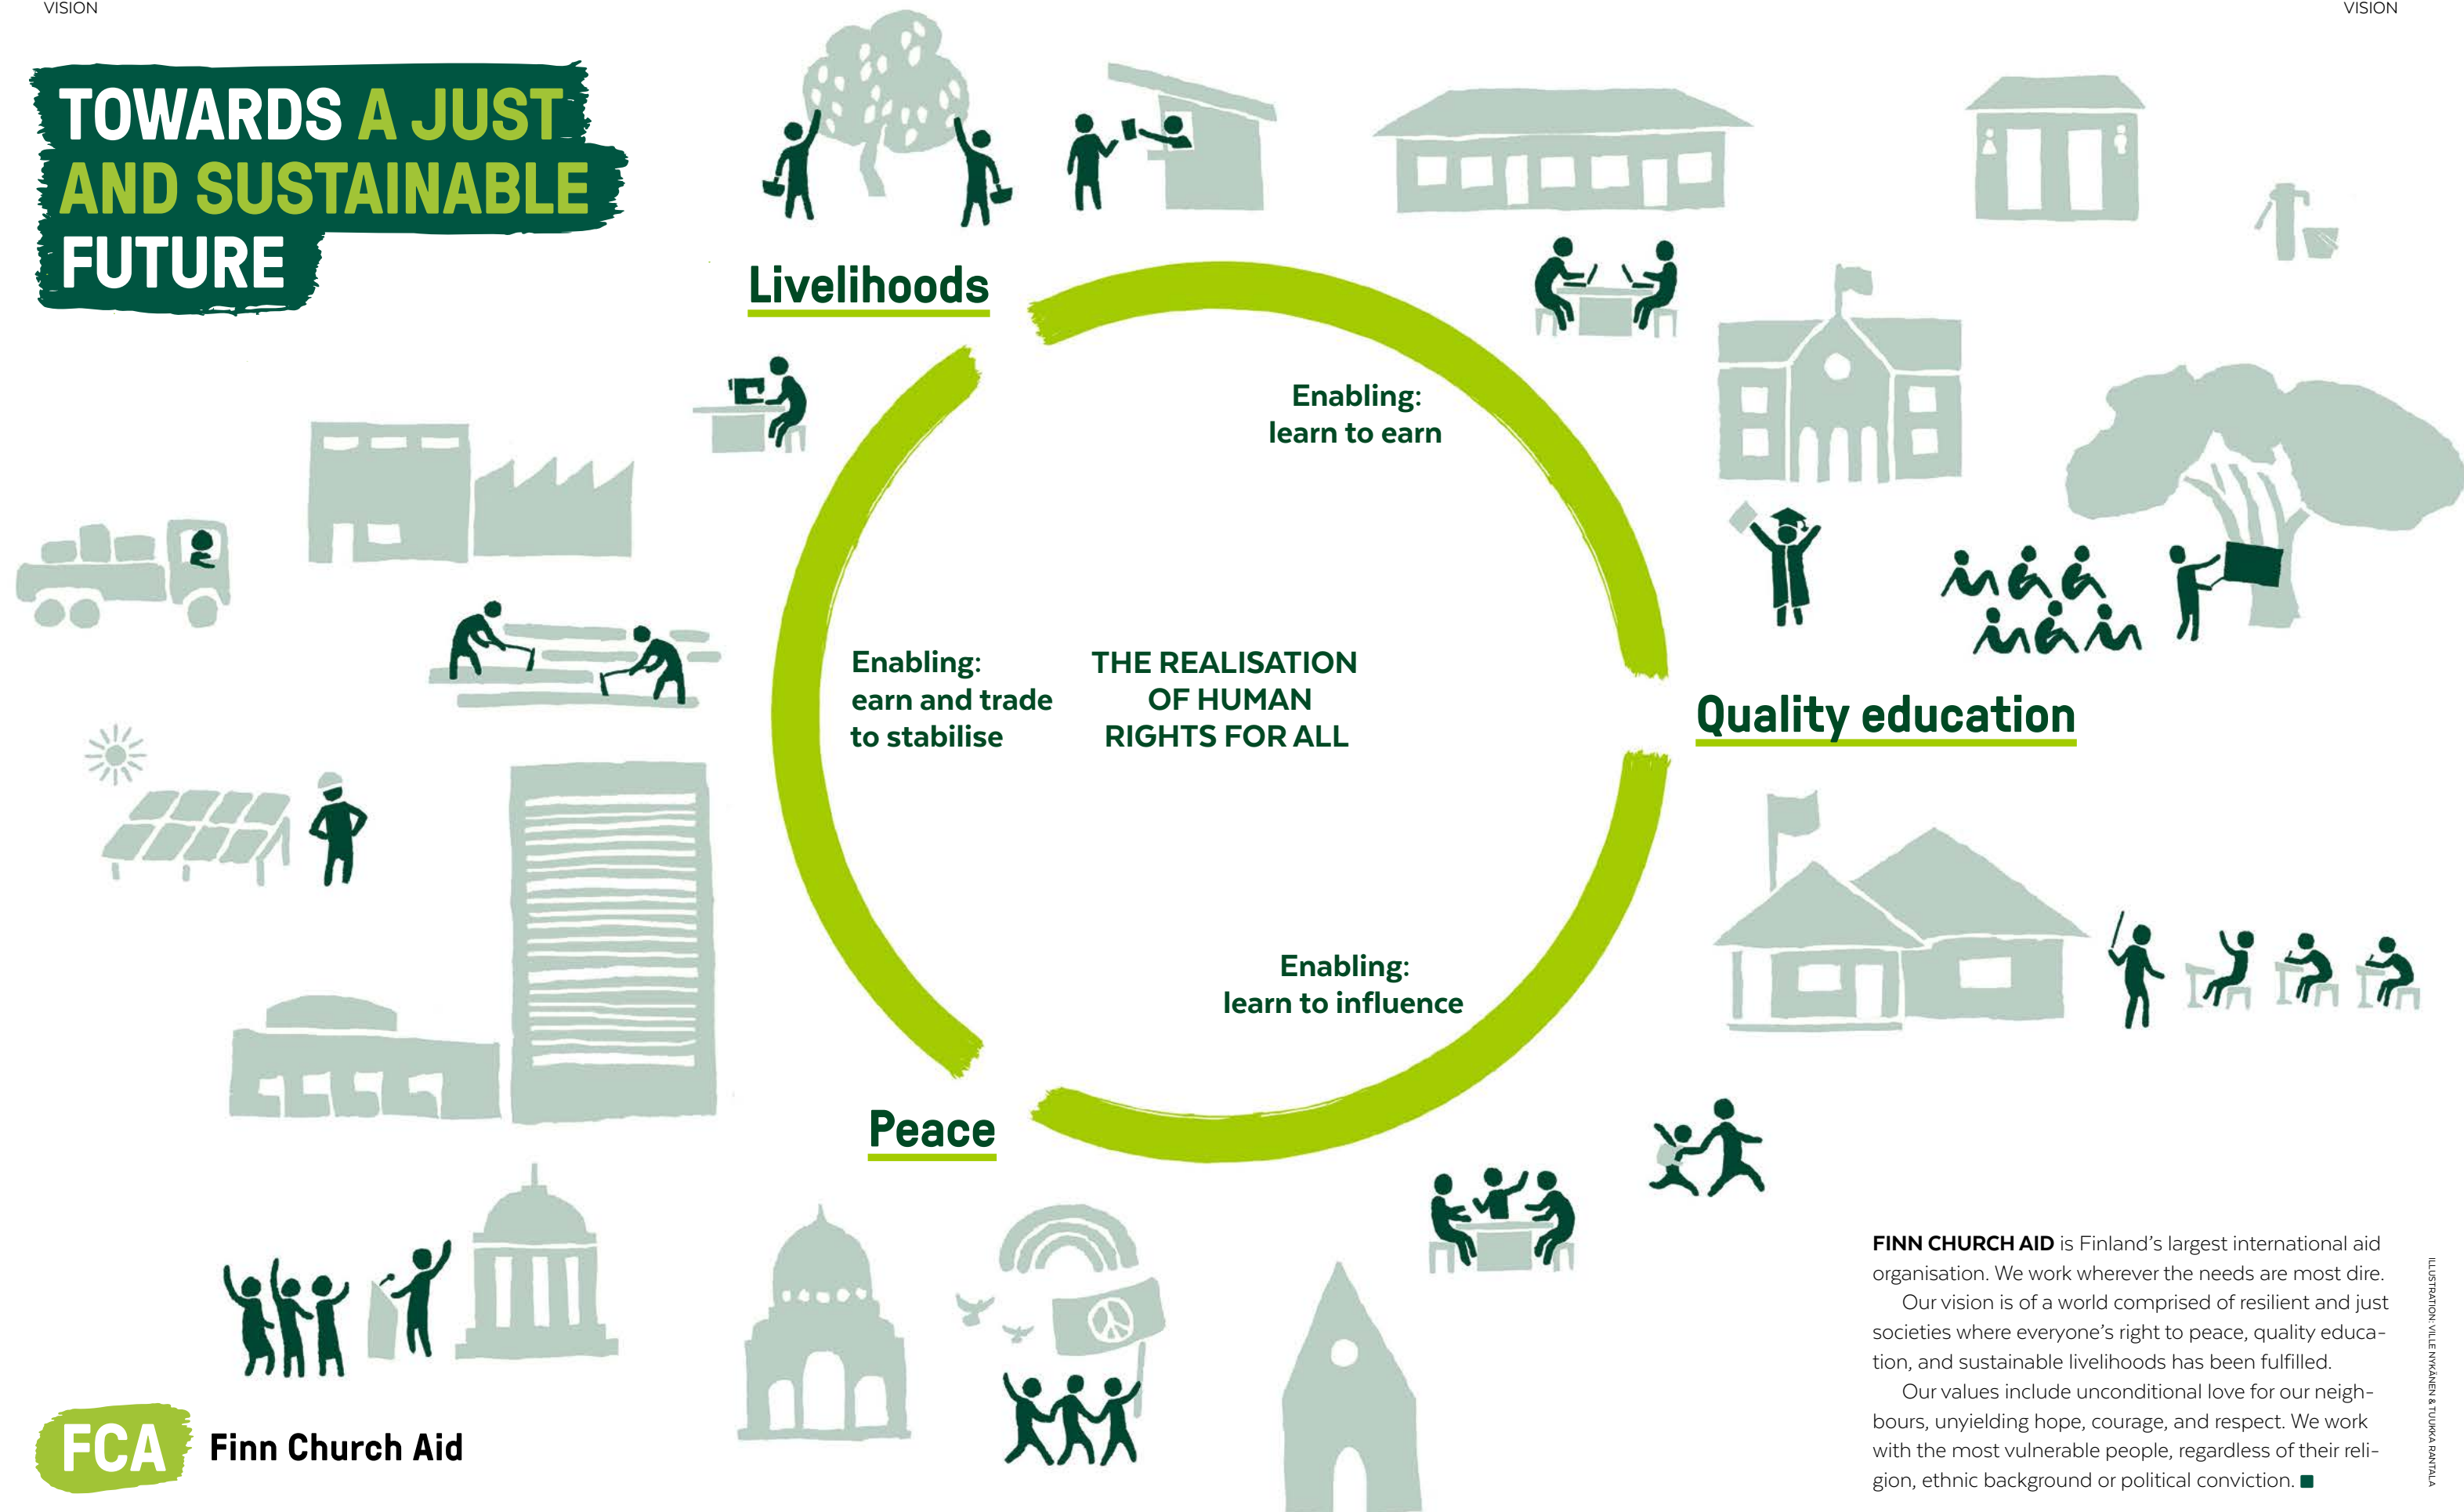 VISION
VISION
TOWARDS A JUST
AND SUSTAINABLE
FUTURE
Livelihoods
Enabling:
learn to earn
Enabling:
earn and trade
to stabilise
THE REALISATION
OF HUMAN
RIGHTS FOR ALL
Quality education
Enabling:
learn to influence
Peace
FCA
Finn Church Aid
FINN CHURCH AID is Finland's largest international aid
organisation. We work wherever the needs are most dire.
Our vision is of a world comprised of resilient and just
societies where everyone's right to peace, quality educa-
tion, and sustainable livelihoods has been fulfilled.
Our values include unconditional love for our neigh-
bours, unyielding hope, courage, and respect. We work
with the most vulnerable people, regardless of their reli-
gion, ethnic background or political conviction.
ILLUSTRATION: VILLE NYKÄNEN & TUUKKA RANTALA